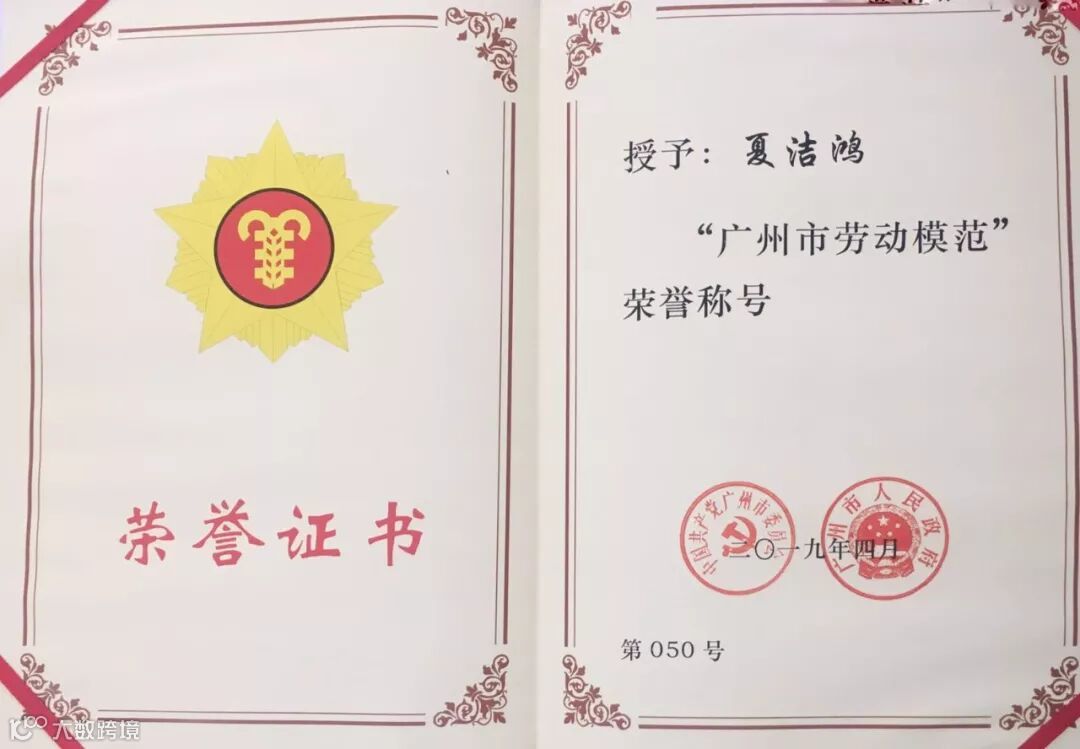 荣誉证书
授予：夏洁鸿
“广州市劳动模范”
荣誉称号
中国共产党广州市委员会
广州市人民政府
二〇一九年四月
第050号
大数跨境